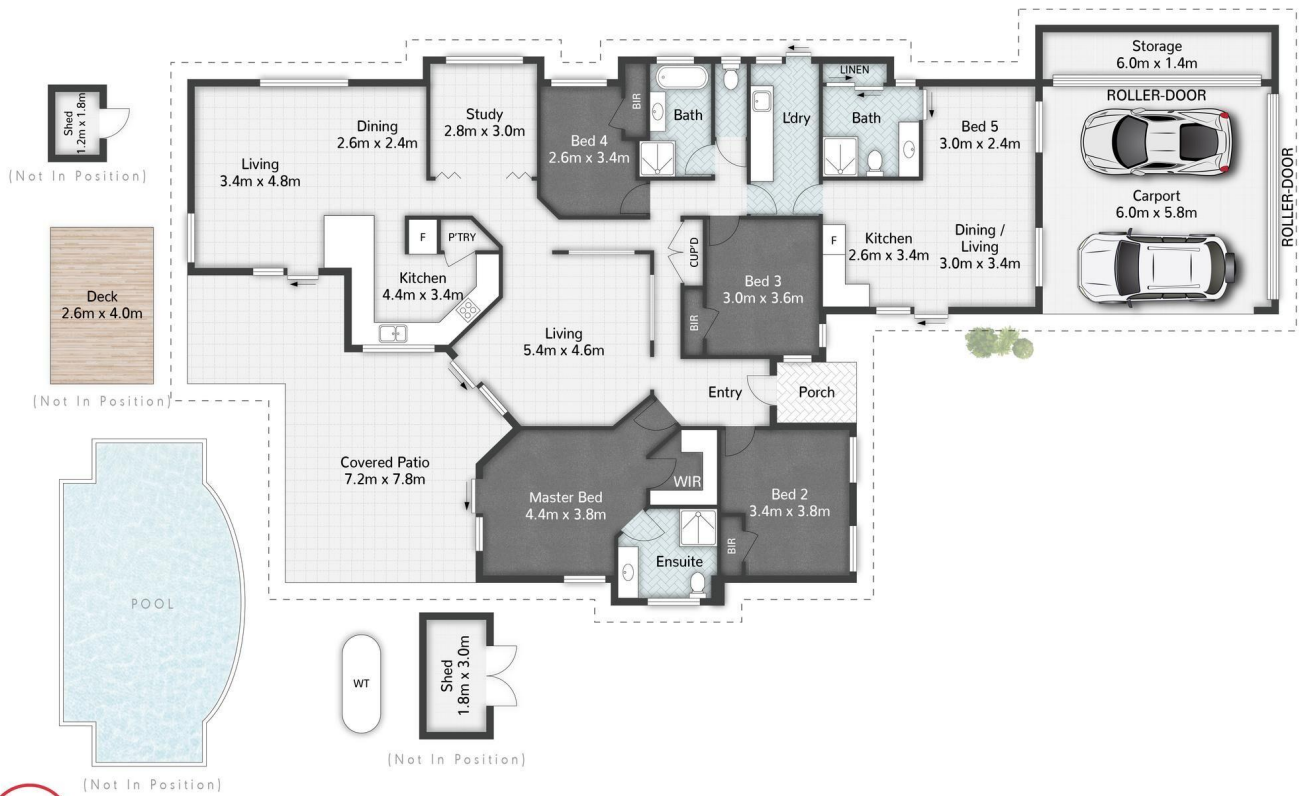 Storage
6.0m x 1.4m
ROLLER-DOOR
ROLLER-DOOR
Carport
6.0m x 5.8m
Shed
1.2m x 1.8m
(Not In Position)
Living
3.4m x 4.8m
Dining
2.6m x 2.4m
Study
2.8m x 3.0m
Bed 4
2.6m x 3.4m
BIR
Bath
L'dry
LINEN
Bath
Bed 5
3.0m x 2.4m
Dining /
Living
3.0m x 3.4m
F
Kitchen
2.6m x 3.4m
F
P'TRY
Kitchen
4.4m x 3.4m
CUP'D
Bed 3
3.0m x 3.6m
BIR
Living
5.4m x 4.6m
Entry
Porch
Deck
2.6m x 4.0m
(Not In Position)
Covered Patio
7.2m x 7.8m
Master Bed
4.4m x 3.8m
WIR
Bed 2
3.4m x 3.8m
BIR
Ensuite
POOL
(Not In Position)
WT
Shed
1.8m x 3.0m
(Not In Position)